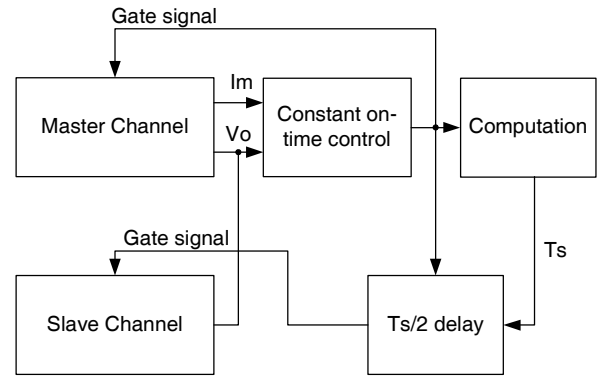 Gate signal
Master Channel
Im
Vo
Constant on-
time control
Computation
Gate signal
Ts
Slave Channel
Ts/2 delay